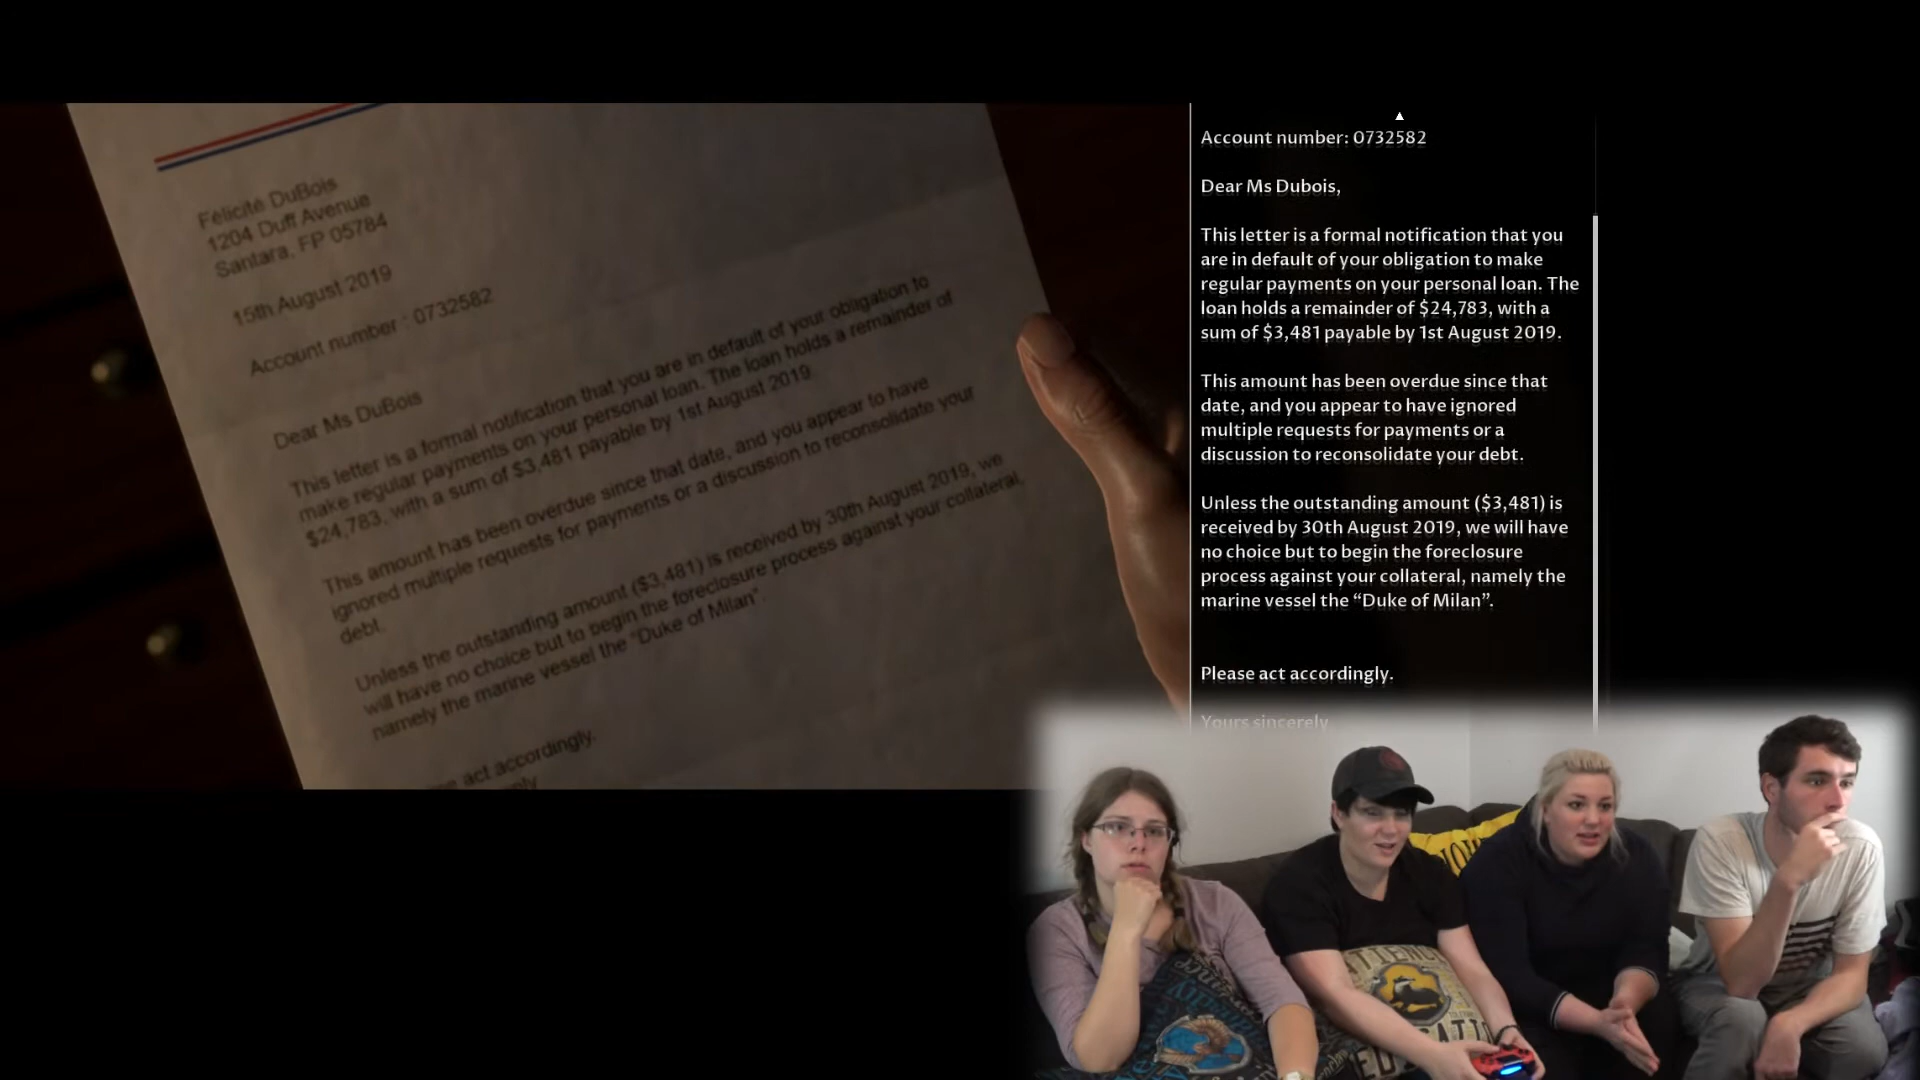 Félicité DuBois
1204 Duff Avenue
Santara, FP 05784
15th August 2019
Account number : 0732582
Dear Ms DuBois
This letter is a formal notification that you are in default of your obligation to
make regular payments on your personal loan. The loan holds a remainder of
$24,783, with a sum of $3,481 payable by 1st August 2019.
This amount has been overdue since that date, and you appear to have
ignored multiple requests for payments or a discussion to reconsolidate your
debt.
Unless the outstanding amount ($3,481) is received by 30th August 2019, we
will have no choice but to begin the foreclosure process against your collateral,
namely the marine vessel the "Duke of Milan".
act accordingly.
Account number: 0732582
Dear Ms Dubois,
This letter is a formal notification that you
are in default of your obligation to make
regular payments on your personal loan. The
loan holds a remainder of $24,783, with a
sum of $3,481 payable by 1st August 2019.
This amount has been overdue since that
date, and you appear to have ignored
multiple requests for payments or a
discussion to reconsolidate your debt.
Unless the outstanding amount ($3,481) is
received by 30th August 2019, we will have
no choice but to begin the foreclosure
process against your collateral, namely the
marine vessel the “Duke of Milan”.
Please act accordingly.
Yours sincerely